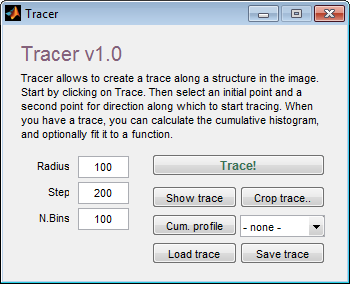 Tracer
Tracer v1.0
Tracer allows to create a trace along a structure in the image.
Start by clicking on Trace. Then select an initial point and a
second point for direction along which to start tracing. When
you have a trace, you can calculate the cumulative histogram,
and optionally fit it to a function.
Radius 100 Trace!
Step 200 Show trace Crop trace..
N.Bins 100 Cum. profile - none -
Load trace Save trace